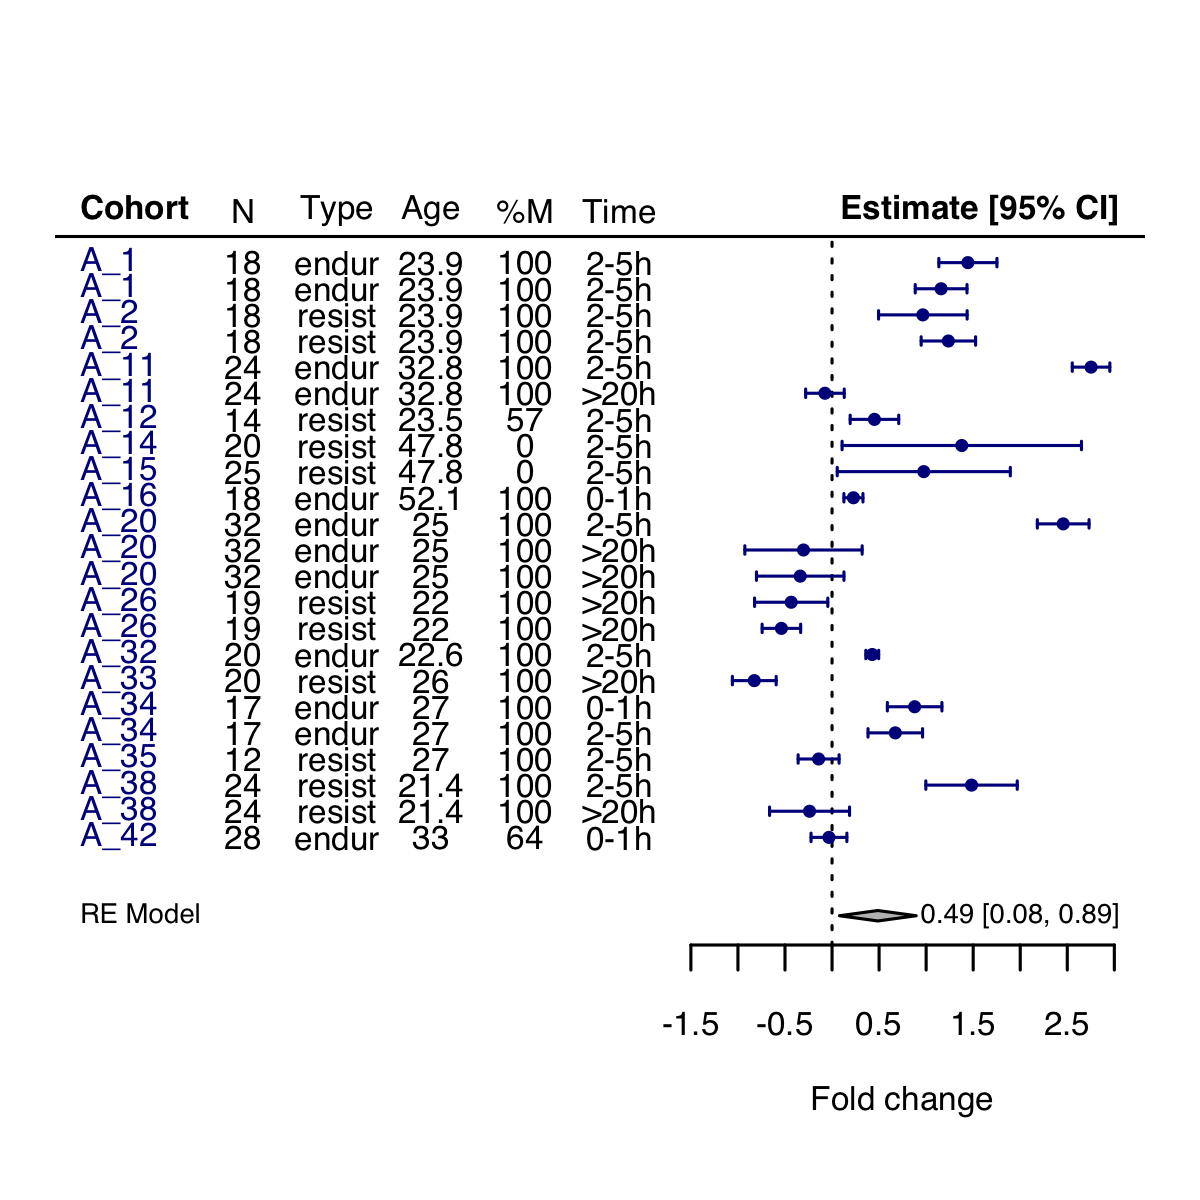 Cohort N Type Age %M Time Estimate [95% CI]
A_1 18 endur 23.9 100 2-5h
A_1 18 endur 23.9 100 2-5h
A_2 18 resist 23.9 100 2-5h
A_2 18 resist 23.9 100 2-5h
A_11 24 endur 32.8 100 2-5h
A_11 24 endur 32.8 100 >20h
A_12 14 resist 23.5 57 2-5h
A_14 20 resist 47.8 0 2-5h
A_15 25 resist 47.8 0 2-5h
A_16 18 endur 52.1 100 0-1h
A_20 32 endur 25 100 2-5h
A_20 32 endur 25 100 >20h
A_20 32 endur 25 100 >20h
A_26 19 resist 22 100 >20h
A_26 19 resist 22 100 >20h
A_32 20 endur 22.6 100 2-5h
A_33 20 resist 26 100 >20h
A_34 17 endur 27 100 0-1h
A_34 17 endur 27 100 2-5h
A_35 12 resist 27 100 2-5h
A_38 24 resist 21.4 100 2-5h
A_38 24 resist 21.4 100 >20h
A_42 28 endur 33 64 0-1h
RE Model 0.49 [0.08, 0.89]
-1.5 -0.5 0.5 1.5 2.5
Fold change